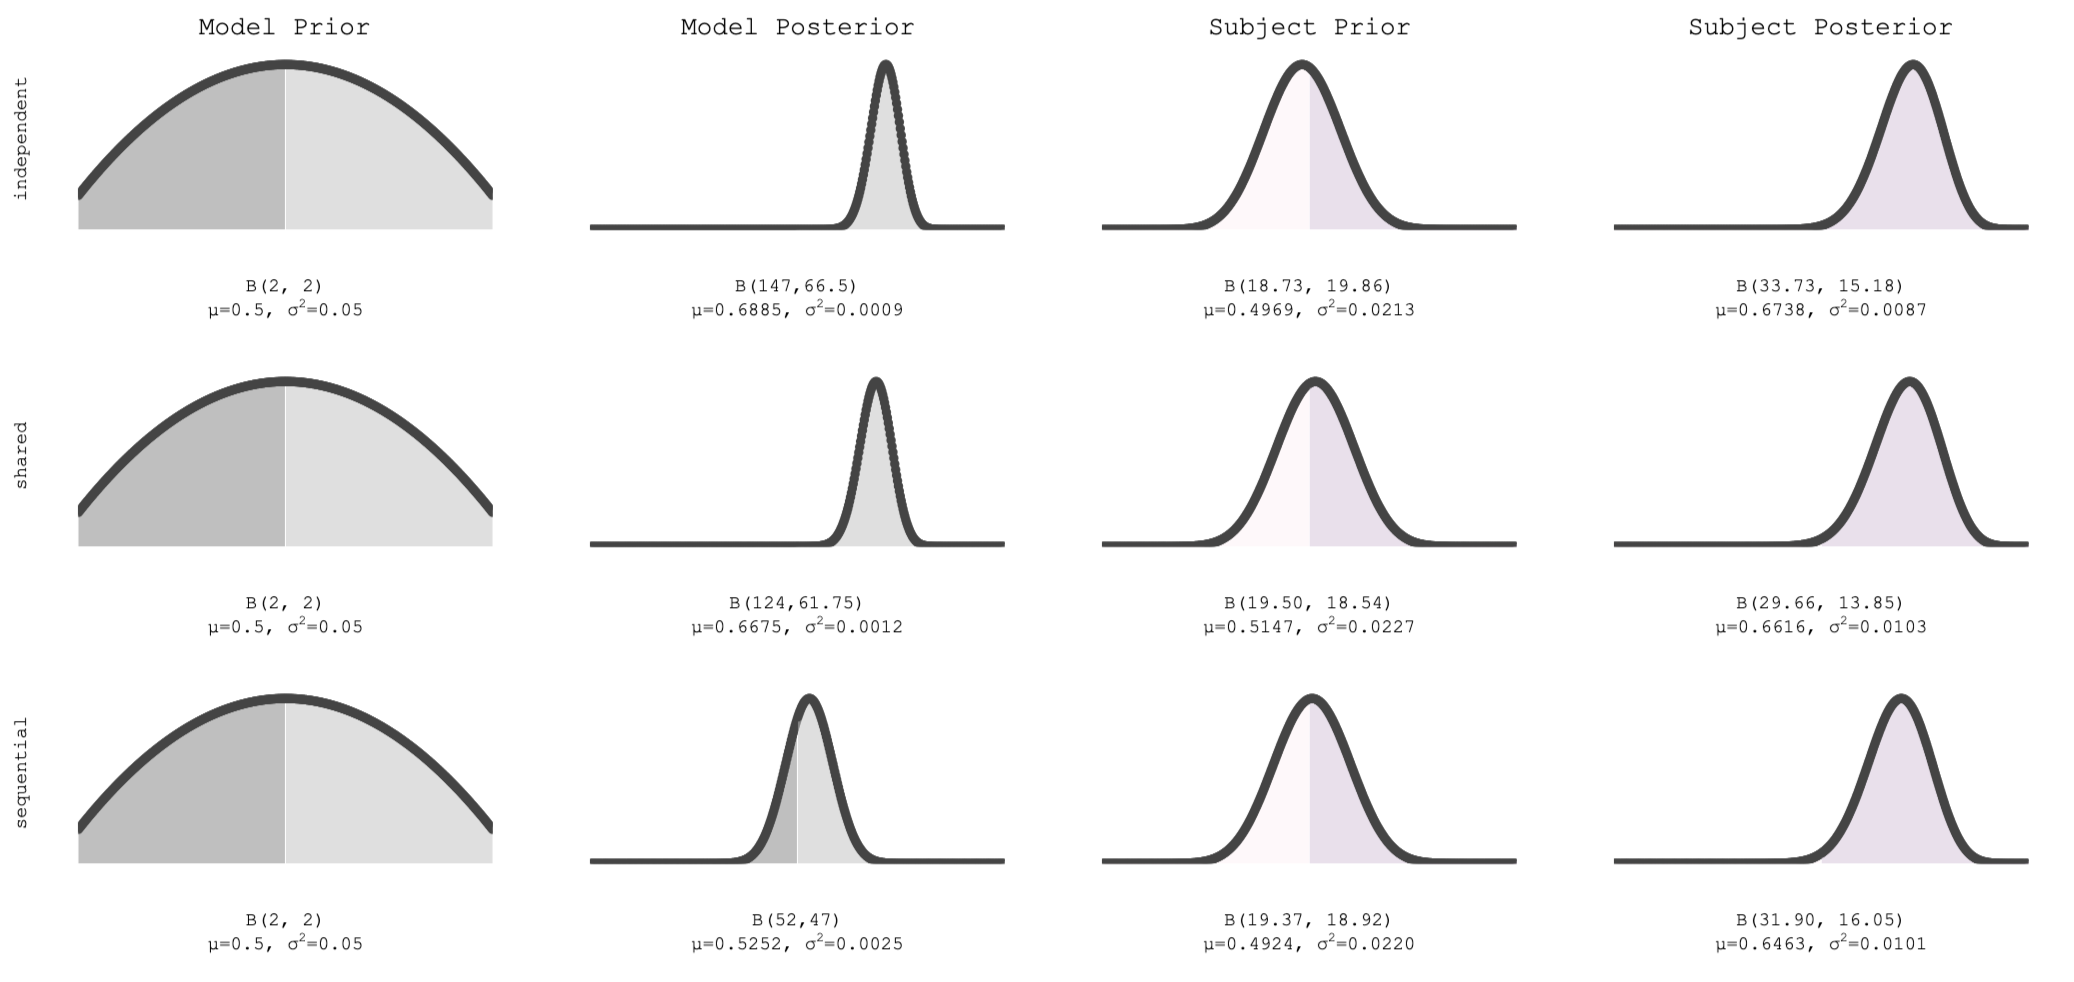 Model Prior Model Posterior Subject Prior Subject Posterior
independent
B(2, 2) B(147,66.5) B(18.73, 19.86) B(33.73, 15.18)
μ=0.5, σ²=0.05 μ=0.6885, σ²=0.0009 μ=0.4969, σ²=0.0213 μ=0.6738, σ²=0.0087
shared
B(2, 2) B(124,61.75) B(19.50, 18.54) B(29.66, 13.85)
μ=0.5, σ²=0.05 μ=0.6675, σ²=0.0012 μ=0.5147, σ²=0.0227 μ=0.6616, σ²=0.0103
sequential
B(2, 2) B(52,47) B(19.37, 18.92) B(31.90, 16.05)
μ=0.5, σ²=0.05 μ=0.5252, σ²=0.0025 μ=0.4924, σ²=0.0220 μ=0.6463, σ²=0.0101